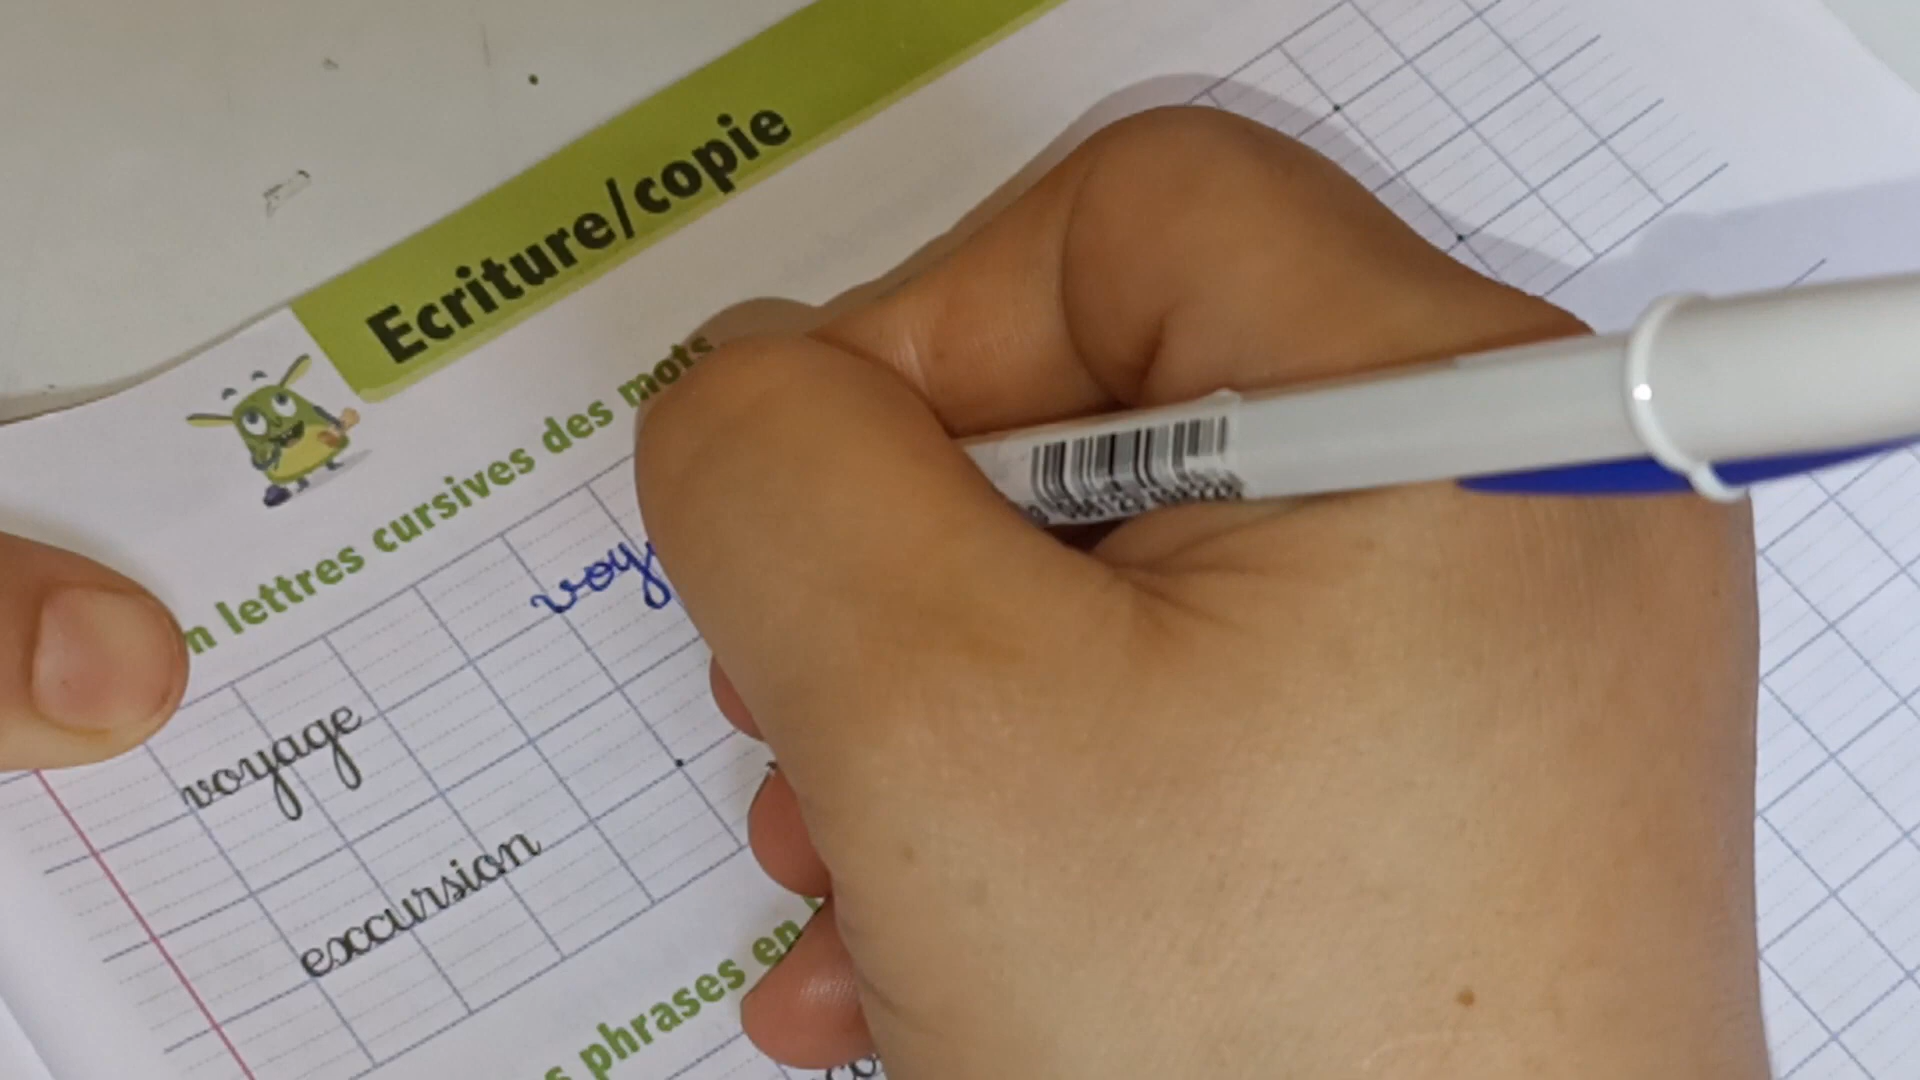 Ecriture/copie
lettres cursives des mots
voy
voyage
excursion
phrases en